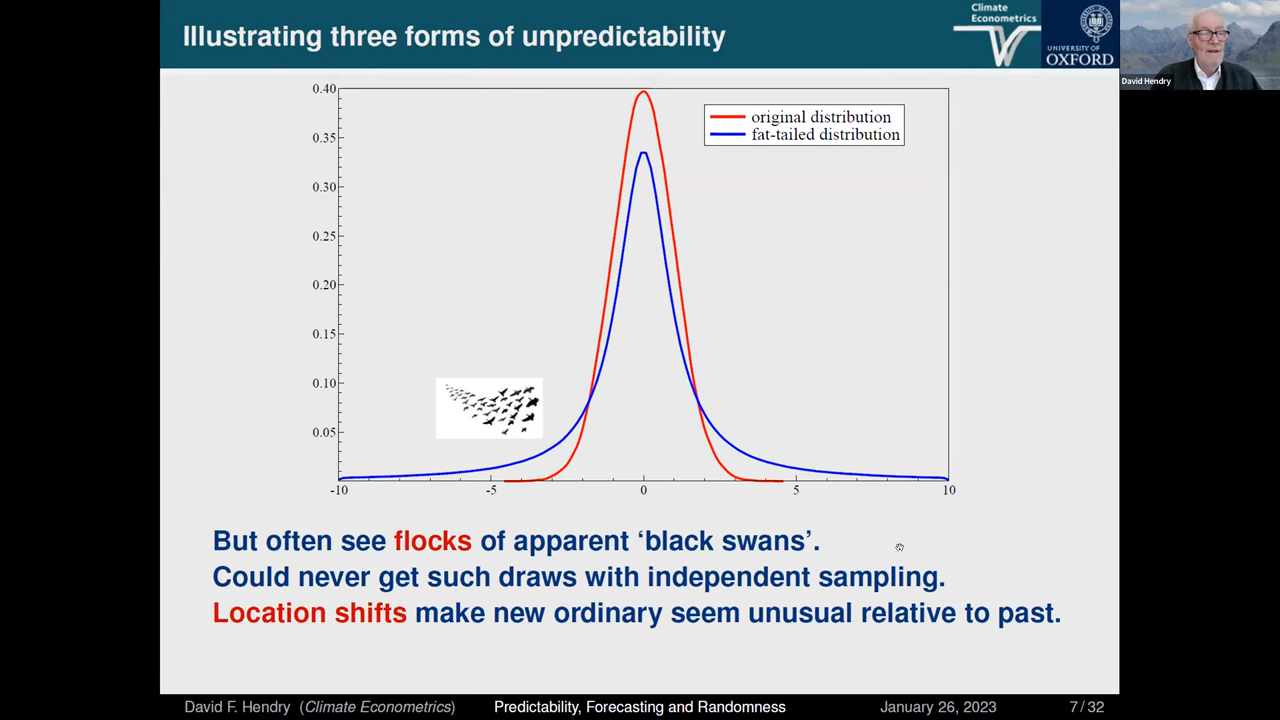 Illustrating three forms of unpredictability
Climate
Econometrics
UNIVERSITY OF
OXFORD
David Hendry
0.40
0.35
0.30
0.25
0.20
0.15
0.10
0.05
original distribution
fat-tailed distribution
-10
-5
0
5
10
But often see flocks of apparent ‘black swans’.
Could never get such draws with independent sampling.
Location shifts make new ordinary seem unusual relative to past.
David F. Hendry (Climate Econometrics) Predictability, Forecasting and Randomness January 26, 2023 7 / 32